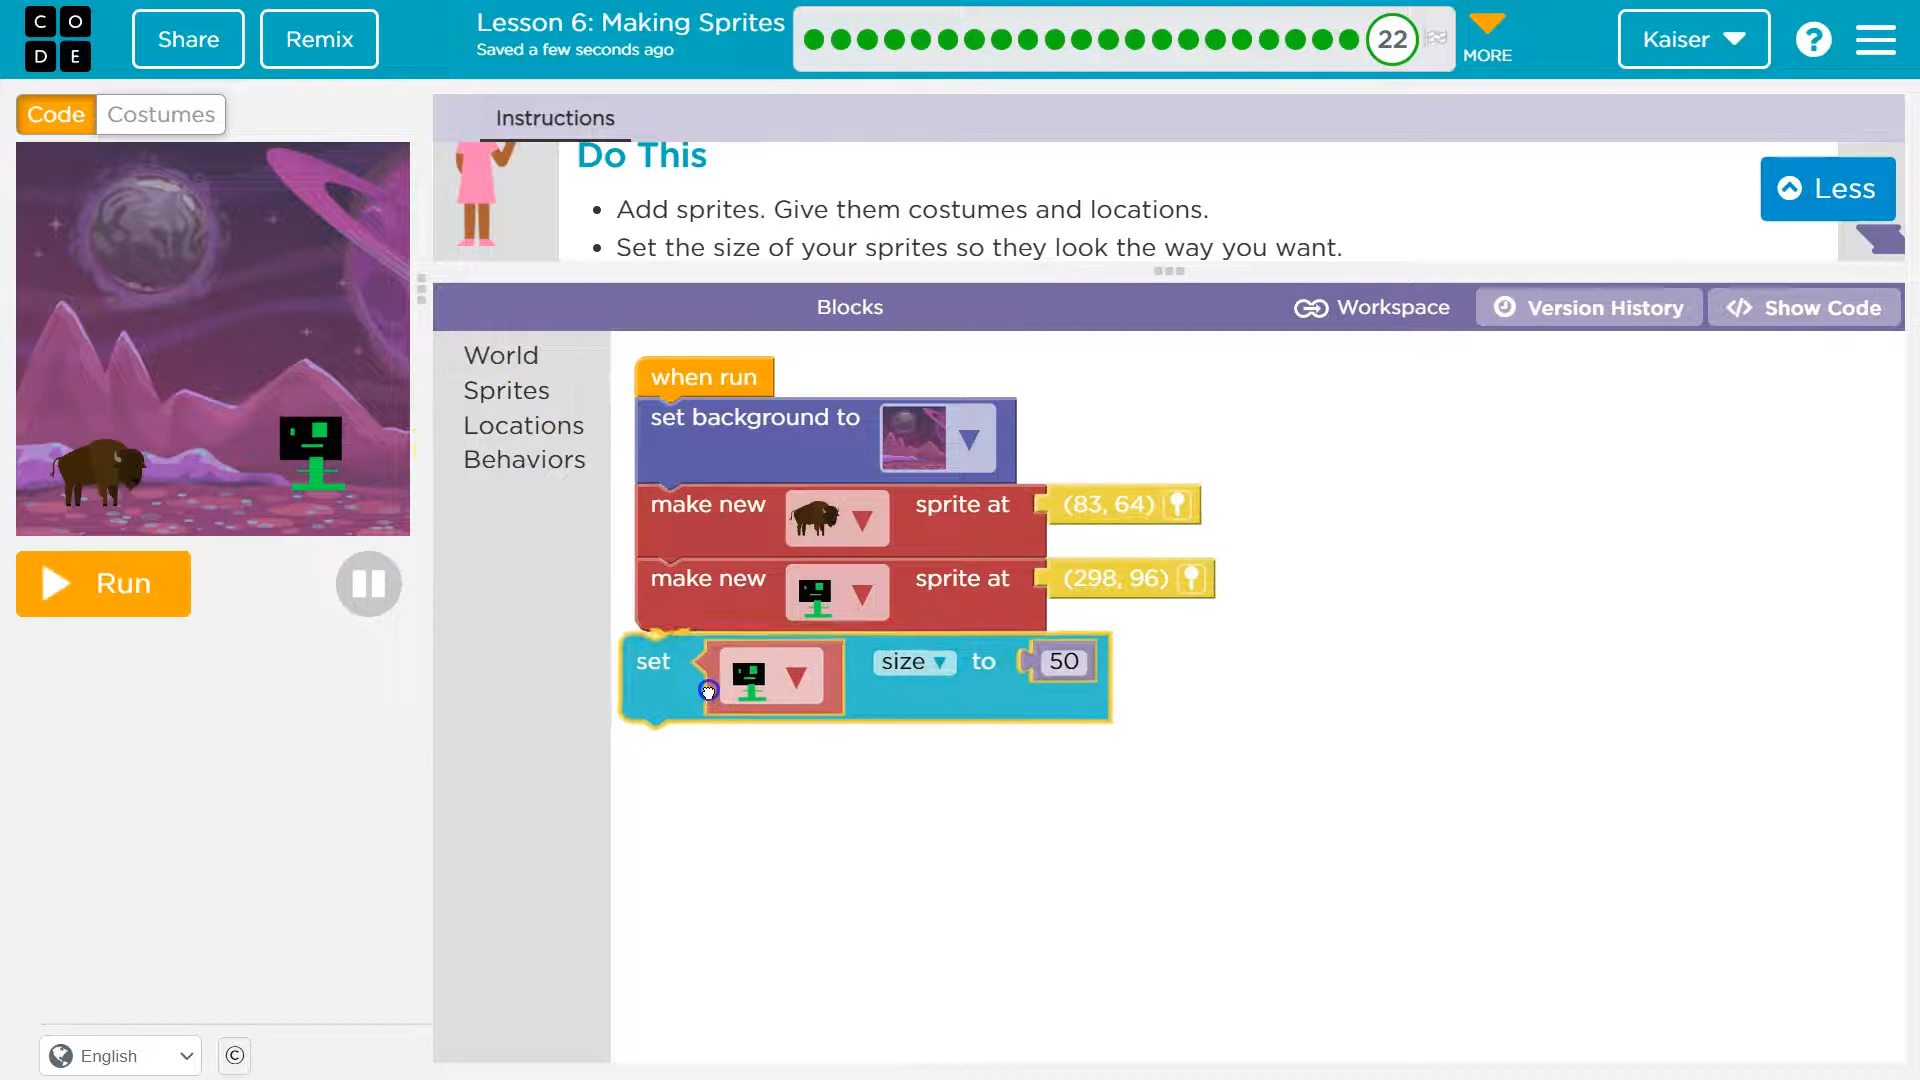 C O
D E
Share
Remix
Lesson 6: Making Sprites
Saved a few seconds ago
22
MORE
Kaiser
?
Code
Costumes
Instructions
Do This
• Add sprites. Give them costumes and locations.
• Set the size of your sprites so they look the way you want.
Less
Blocks
Workspace
Version History
Show Code
World
Sprites
Locations
Behaviors
when run
set background to
make new sprite at (83, 64)
make new sprite at (298, 96)
set size to 50
Run
English
©